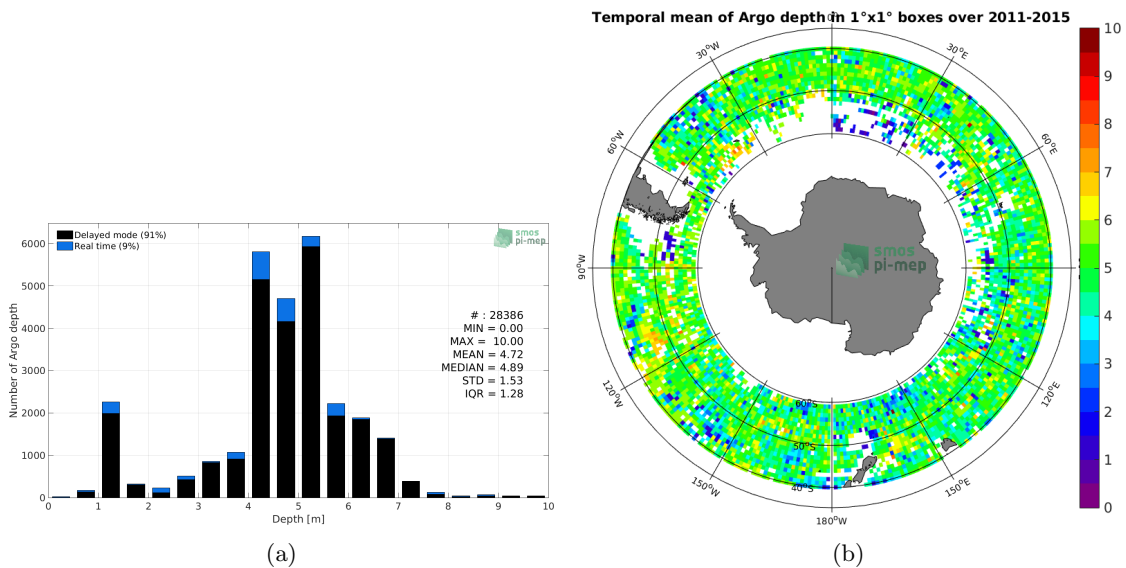 Temporal mean of Argo depth in 1°x1° boxes over 2011-2015
Delayed mode (91%)
Real time (9%)
smos
pi-mep
# : 28386
MIN = 0.00
MAX = 10.00
MEAN = 4.72
MEDIAN = 4.89
STD = 1.53
IQR = 1.28
Number of Argo depth
6000
5000
4000
3000
2000
1000
0
0 1 2 3 4 5 6 7 8 9 10
Depth [m]
(a)
0°
30°W
30°E
60°W
60°E
90°W
120°W
120°E
150°W
150°E
180°W
60°S
50°S
40°S
smos
pi-mep
10
9
8
7
6
5
4
3
2
1
0
(b)